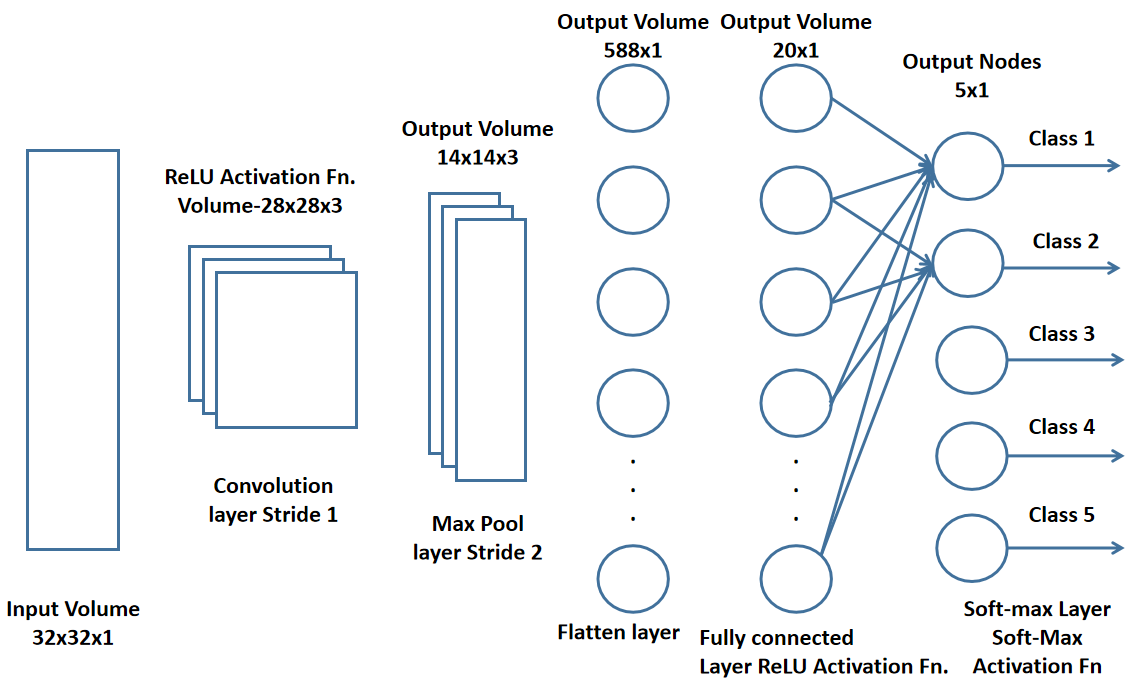 Input Volume
32x32x1
ReLU Activation Fn.
Volume-28x28x3
Convolution
layer Stride 1
Output Volume
14x14x3
Max Pool
layer Stride 2
Output Volume
588x1
Flatten layer
Output Volume
20x1
Fully connected
Layer ReLU Activation Fn.
Output Nodes
5x1
Class 1
Class 2
Class 3
Class 4
Class 5
Soft-max Layer
Soft-Max
Activation Fn